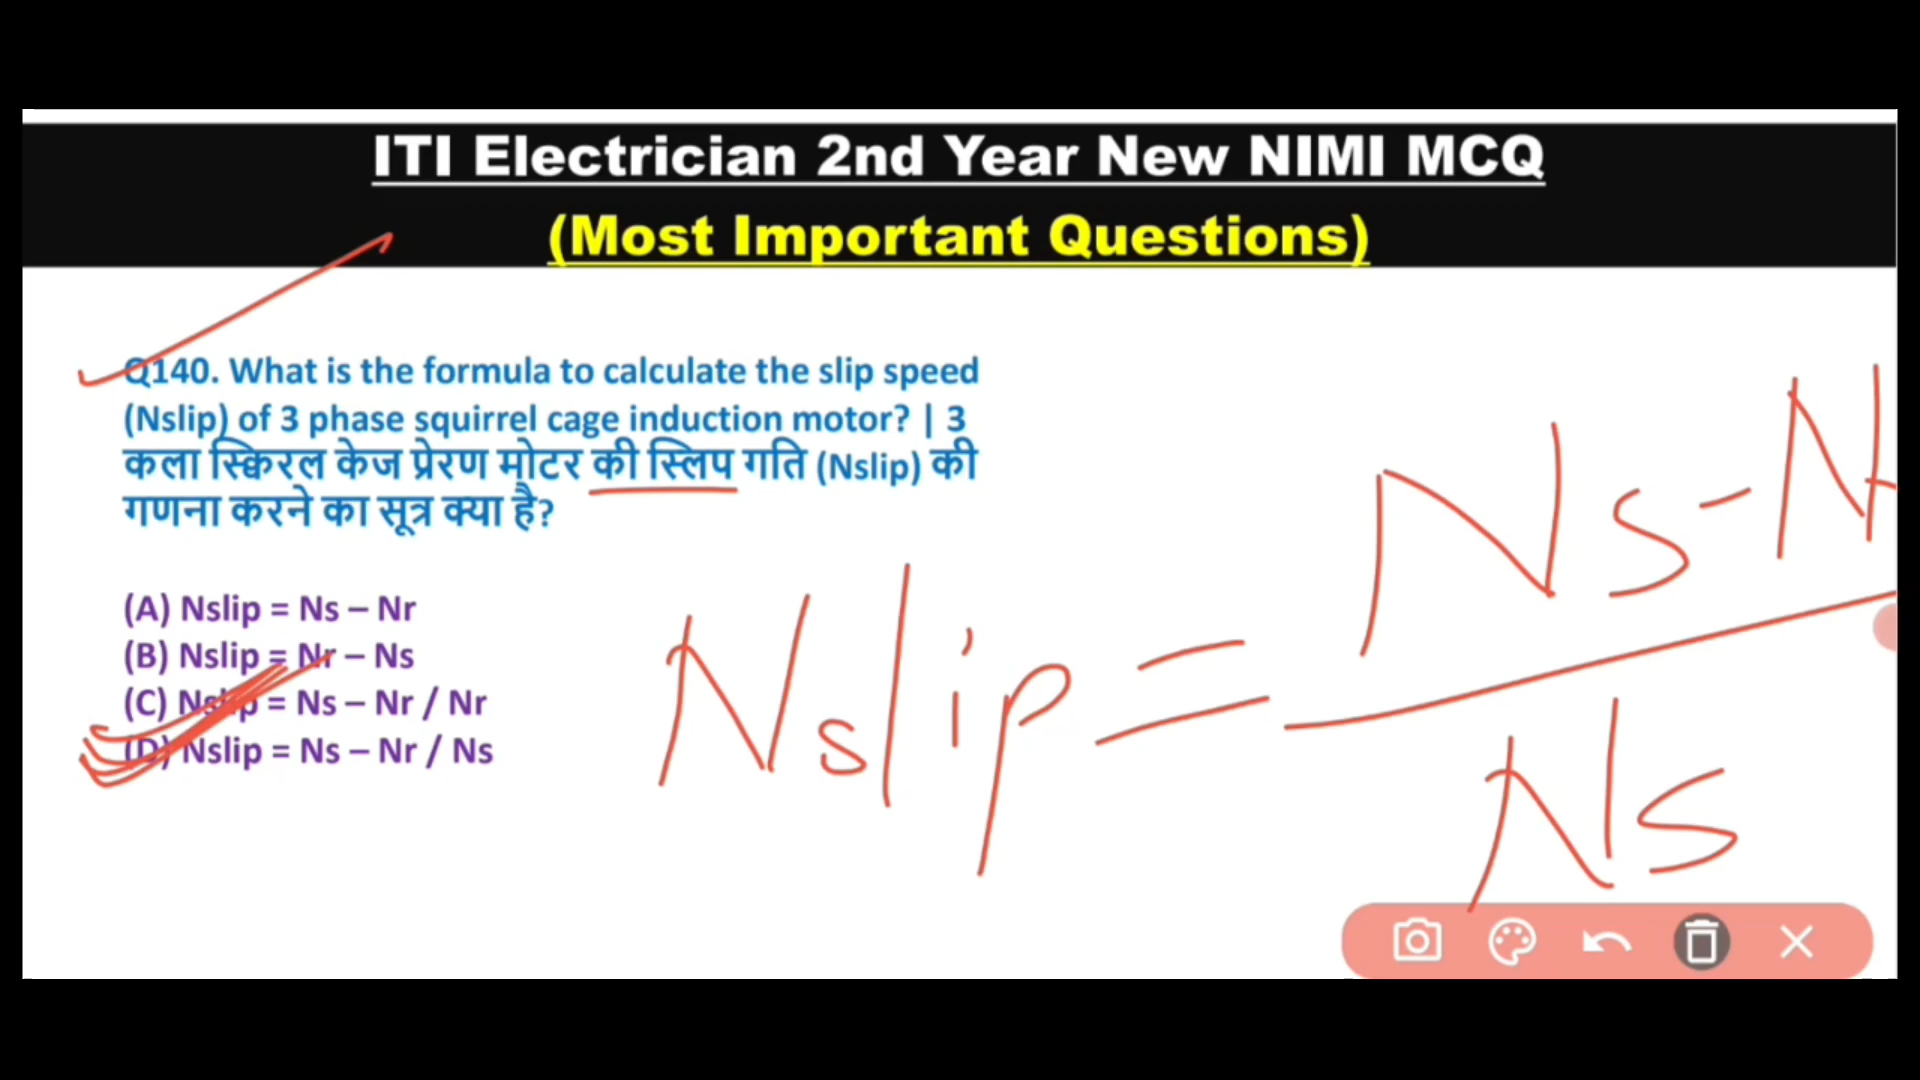 ITI Electrician 2nd Year New NIMI MCQ
(Most Important Questions)
Q140. What is the formula to calculate the slip speed
(Nslip) of 3 phase squirrel cage induction motor? | 3
कला स्क्विरल केज प्रेरण मोटर की स्लिप गति (Nslip) की
गणना करने का सूत्र क्या है?
(A) Nslip = Ns – Nr
(B) Nslip = Nr – Ns
(C) Nslip = Ns – Nr / Nr
(D) Nslip = Ns – Nr / Ns
Nslip = Ns-Nr
Ns